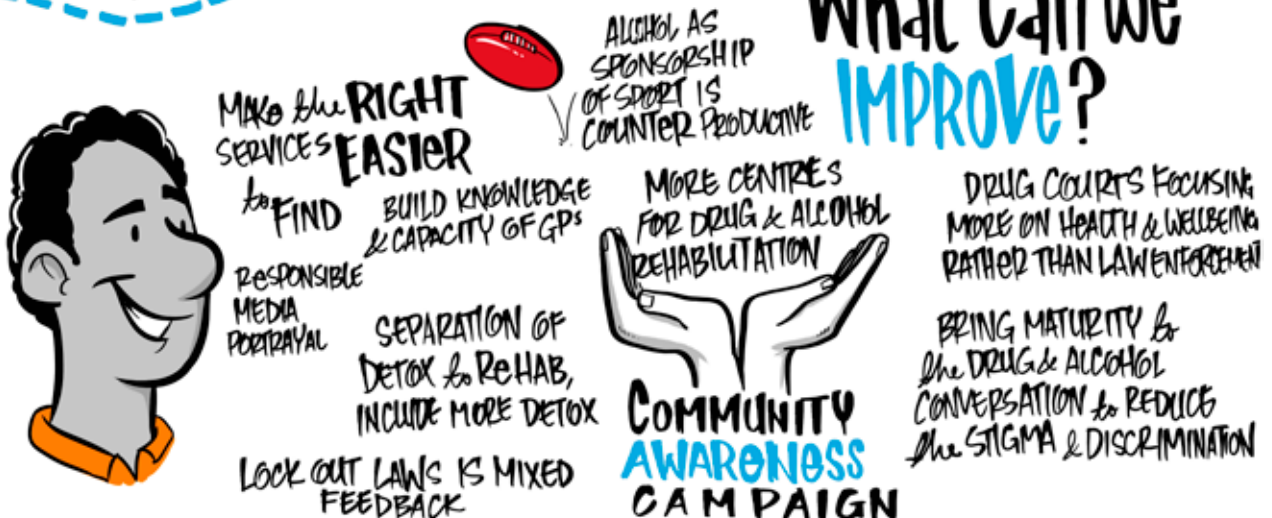 What can we
IMPROVE?
ALCOHOL AS
SPONSORSHIP
OF SPORT IS
COUNTER PRODUCTIVE
MAKe the RIGHT
SERVICES EASIeR
to FIND
BUILD KNOWLEDGE
& CAPACITY OF GPs
ReSPONSIBLE
MEDIA
PORTRAYAL
SEPARATION OF
DETOX to ReHAB,
INCLUDE MORE DETOX
LOCK OUT LAWS IS MIXED
FEEDBACK
MORE CENTRES
FOR DRUG & ALCOHOL
REHABILITATION
COMMUNITY
AWARENESS
CAMPAIGN
DRUG COURTS FOCUSING
MORE ON HEALTH & WELLBEING
RATHER THAN LAW ENFORCEMENT
BRING MATURITY to
the DRUG & ALCOHOL
CONVERSATION to REDUCE
the STIGMA & DISCRIMINATION